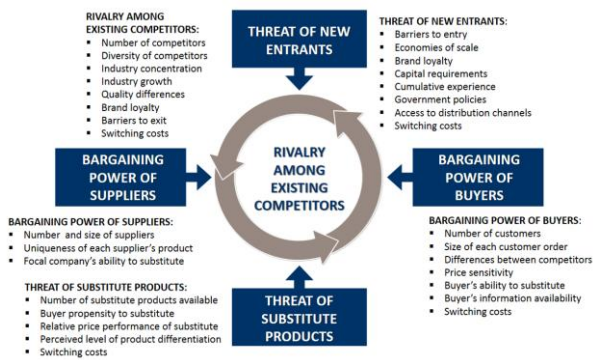 RIVALRY AMONG
EXISTING COMPETITORS:
▪ Number of competitors
▪ Diversity of competitors
▪ Industry concentration
▪ Industry growth
▪ Quality differences
▪ Brand loyalty
▪ Barriers to exit
▪ Switching costs
THREAT OF NEW
ENTRANTS
THREAT OF NEW ENTRANTS:
▪ Barriers to entry
▪ Economies of scale
▪ Brand loyalty
▪ Capital requirements
▪ Cumulative experience
▪ Government policies
▪ Access to distribution channels
▪ Switching costs
BARGAINING
POWER OF
SUPPLIERS
RIVALRY
AMONG
EXISTING
COMPETITORS
BARGAINING
POWER OF
BUYERS
BARGAINING POWER OF SUPPLIERS:
▪ Number and size of suppliers
▪ Uniqueness of each supplier's product
▪ Focal company's ability to substitute
BARGAINING POWER OF BUYERS:
▪ Number of customers
▪ Size of each customer order
▪ Differences between competitors
▪ Price sensitivity
▪ Buyer's ability to substitute
▪ Buyer's information availability
▪ Switching costs
THREAT OF SUBSTITUTE PRODUCTS:
▪ Number of substitute products available
▪ Buyer propensity to substitute
▪ Relative price performance of substitute
▪ Perceived level of product differentiation
▪ Switching costs
THREAT OF
SUBSTITUTE
PRODUCTS